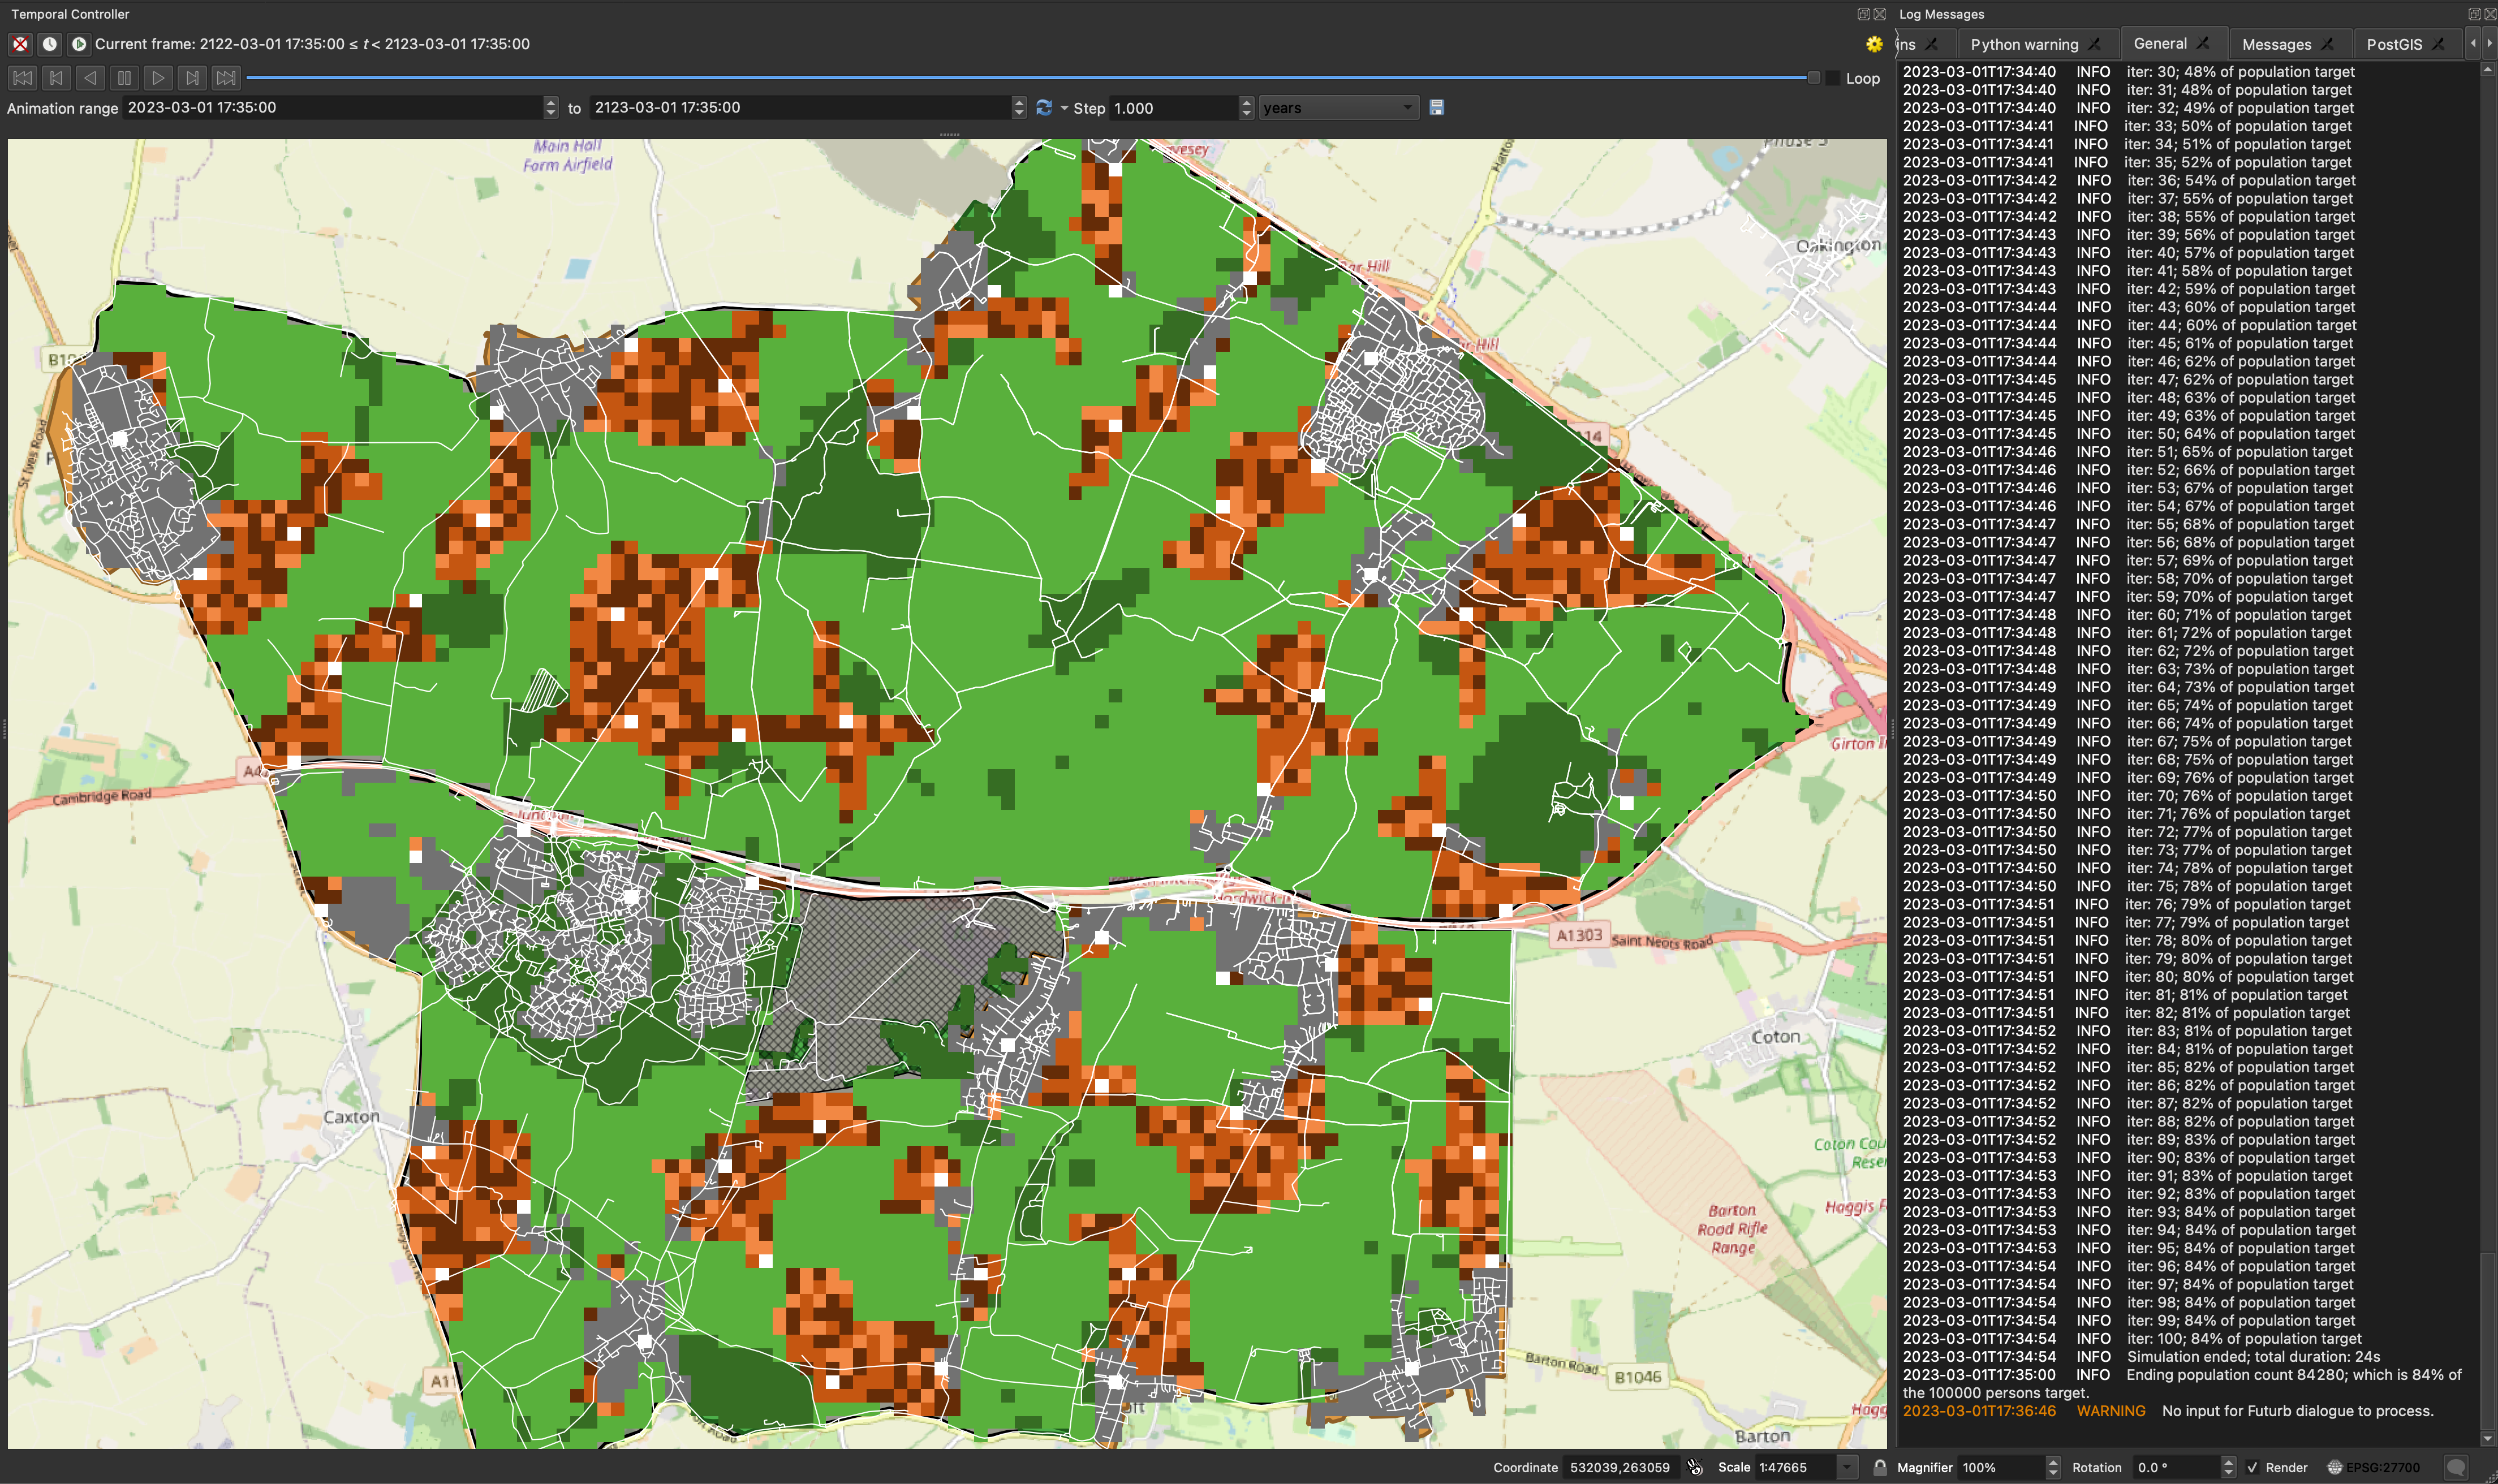 Temporal Controller
Current frame: 2122-03-01 17:35:00 ≤ t < 2123-03-01 17:35:00
Loop
Animation range 2023-03-01 17:35:00 to 2123-03-01 17:35:00 Step 1.000 years
Main Hall
Farm Airfield
Oakington
Bar Hill
St Ives Road
Cambridge Road
A14
A1303
Saint Neots Road
Coton
Caxton
Barton
Road Rifle
Range
Barton Road
B1046
Barton
Log Messages
ins Python warning General Messages PostGIS
2023-03-01T17:34:40 INFO iter: 30; 48% of population target
2023-03-01T17:34:40 INFO iter: 31; 48% of population target
2023-03-01T17:34:40 INFO iter: 32; 49% of population target
2023-03-01T17:34:41 INFO iter: 33; 50% of population target
2023-03-01T17:34:41 INFO iter: 34; 51% of population target
2023-03-01T17:34:41 INFO iter: 35; 52% of population target
2023-03-01T17:34:42 INFO iter: 36; 54% of population target
2023-03-01T17:34:42 INFO iter: 37; 55% of population target
2023-03-01T17:34:42 INFO iter: 38; 55% of population target
2023-03-01T17:34:43 INFO iter: 39; 56% of population target
2023-03-01T17:34:43 INFO iter: 40; 57% of population target
2023-03-01T17:34:43 INFO iter: 41; 58% of population target
2023-03-01T17:34:43 INFO iter: 42; 59% of population target
2023-03-01T17:34:44 INFO iter: 43; 60% of population target
2023-03-01T17:34:44 INFO iter: 44; 60% of population target
2023-03-01T17:34:44 INFO iter: 45; 61% of population target
2023-03-01T17:34:44 INFO iter: 46; 62% of population target
2023-03-01T17:34:45 INFO iter: 47; 62% of population target
2023-03-01T17:34:45 INFO iter: 48; 63% of population target
2023-03-01T17:34:45 INFO iter: 49; 63% of population target
2023-03-01T17:34:45 INFO iter: 50; 64% of population target
2023-03-01T17:34:46 INFO iter: 51; 65% of population target
2023-03-01T17:34:46 INFO iter: 52; 66% of population target
2023-03-01T17:34:46 INFO iter: 53; 67% of population target
2023-03-01T17:34:46 INFO iter: 54; 67% of population target
2023-03-01T17:34:47 INFO iter: 55; 68% of population target
2023-03-01T17:34:47 INFO iter: 56; 68% of population target
2023-03-01T17:34:47 INFO iter: 57; 69% of population target
2023-03-01T17:34:47 INFO iter: 58; 70% of population target
2023-03-01T17:34:47 INFO iter: 59; 70% of population target
2023-03-01T17:34:48 INFO iter: 60; 71% of population target
2023-03-01T17:34:48 INFO iter: 61; 72% of population target
2023-03-01T17:34:48 INFO iter: 62; 72% of population target
2023-03-01T17:34:48 INFO iter: 63; 73% of population target
2023-03-01T17:34:49 INFO iter: 64; 73% of population target
2023-03-01T17:34:49 INFO iter: 65; 74% of population target
2023-03-01T17:34:49 INFO iter: 66; 74% of population target
2023-03-01T17:34:49 INFO iter: 67; 75% of population target
2023-03-01T17:34:49 INFO iter: 68; 75% of population target
2023-03-01T17:34:49 INFO iter: 69; 76% of population target
2023-03-01T17:34:50 INFO iter: 70; 76% of population target
2023-03-01T17:34:50 INFO iter: 71; 76% of population target
2023-03-01T17:34:50 INFO iter: 72; 77% of population target
2023-03-01T17:34:50 INFO iter: 73; 77% of population target
2023-03-01T17:34:50 INFO iter: 74; 78% of population target
2023-03-01T17:34:50 INFO iter: 75; 78% of population target
2023-03-01T17:34:51 INFO iter: 76; 79% of population target
2023-03-01T17:34:51 INFO iter: 77; 79% of population target
2023-03-01T17:34:51 INFO iter: 78; 80% of population target
2023-03-01T17:34:51 INFO iter: 79; 80% of population target
2023-03-01T17:34:51 INFO iter: 80; 80% of population target
2023-03-01T17:34:51 INFO iter: 81; 81% of population target
2023-03-01T17:34:51 INFO iter: 82; 81% of population target
2023-03-01T17:34:52 INFO iter: 83; 81% of population target
2023-03-01T17:34:52 INFO iter: 84; 81% of population target
2023-03-01T17:34:52 INFO iter: 85; 82% of population target
2023-03-01T17:34:52 INFO iter: 86; 82% of population target
2023-03-01T17:34:52 INFO iter: 87; 82% of population target
2023-03-01T17:34:52 INFO iter: 88; 82% of population target
2023-03-01T17:34:52 INFO iter: 89; 83% of population target
2023-03-01T17:34:53 INFO iter: 90; 83% of population target
2023-03-01T17:34:53 INFO iter: 91; 83% of population target
2023-03-01T17:34:53 INFO iter: 92; 83% of population target
2023-03-01T17:34:53 INFO iter: 93; 84% of population target
2023-03-01T17:34:53 INFO iter: 94; 84% of population target
2023-03-01T17:34:53 INFO iter: 95; 84% of population target
2023-03-01T17:34:54 INFO iter: 96; 84% of population target
2023-03-01T17:34:54 INFO iter: 97; 84% of population target
2023-03-01T17:34:54 INFO iter: 98; 84% of population target
2023-03-01T17:34:54 INFO iter: 99; 84% of population target
2023-03-01T17:34:54 INFO iter: 100; 84% of population target
2023-03-01T17:34:54 INFO Simulation ended; total duration: 24s
2023-03-01T17:35:00 INFO Ending population count 84280; which is 84% of
the 100000 persons target.
2023-03-01T17:36:46 WARNING No input for Futurb dialogue to process.
Coordinate 532039,263059 Scale 1:47665 Magnifier 100% Rotation 0.0 ° Render EPSG:27700